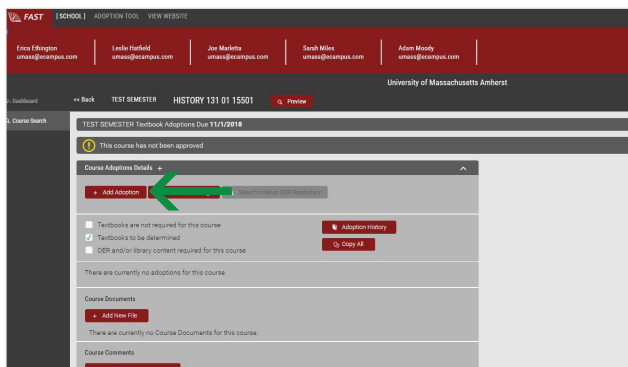 FAST | SCHOOL | ADOPTION TOOL VIEW WEBSITE
Erica Ethington Leslie Hatfield Joe Marletta Sarah Miles Adam Moody
umass@ecampus.com umass@ecampus.com umass@ecampus.com umass@ecampus.com umass@ecampus.com
University of Massachusetts Amherst
Dashboard << Back TEST SEMESTER HISTORY 131 01 15501 Preview
Course Search
TEST SEMESTER Textbook Adoptions Due 11/1/2018
This course has not been approved
Course Adoptions Details +
+ Add Adoption Search Intellus OER Repository
Textbooks are not required for this course Adoption History
Textbooks to be determined
OER and/or library content required for this course Copy All
There are currently no adoptions for this course.
Course Documents
+ Add New File
There are currently no Course Documents for this course.
Course Comments